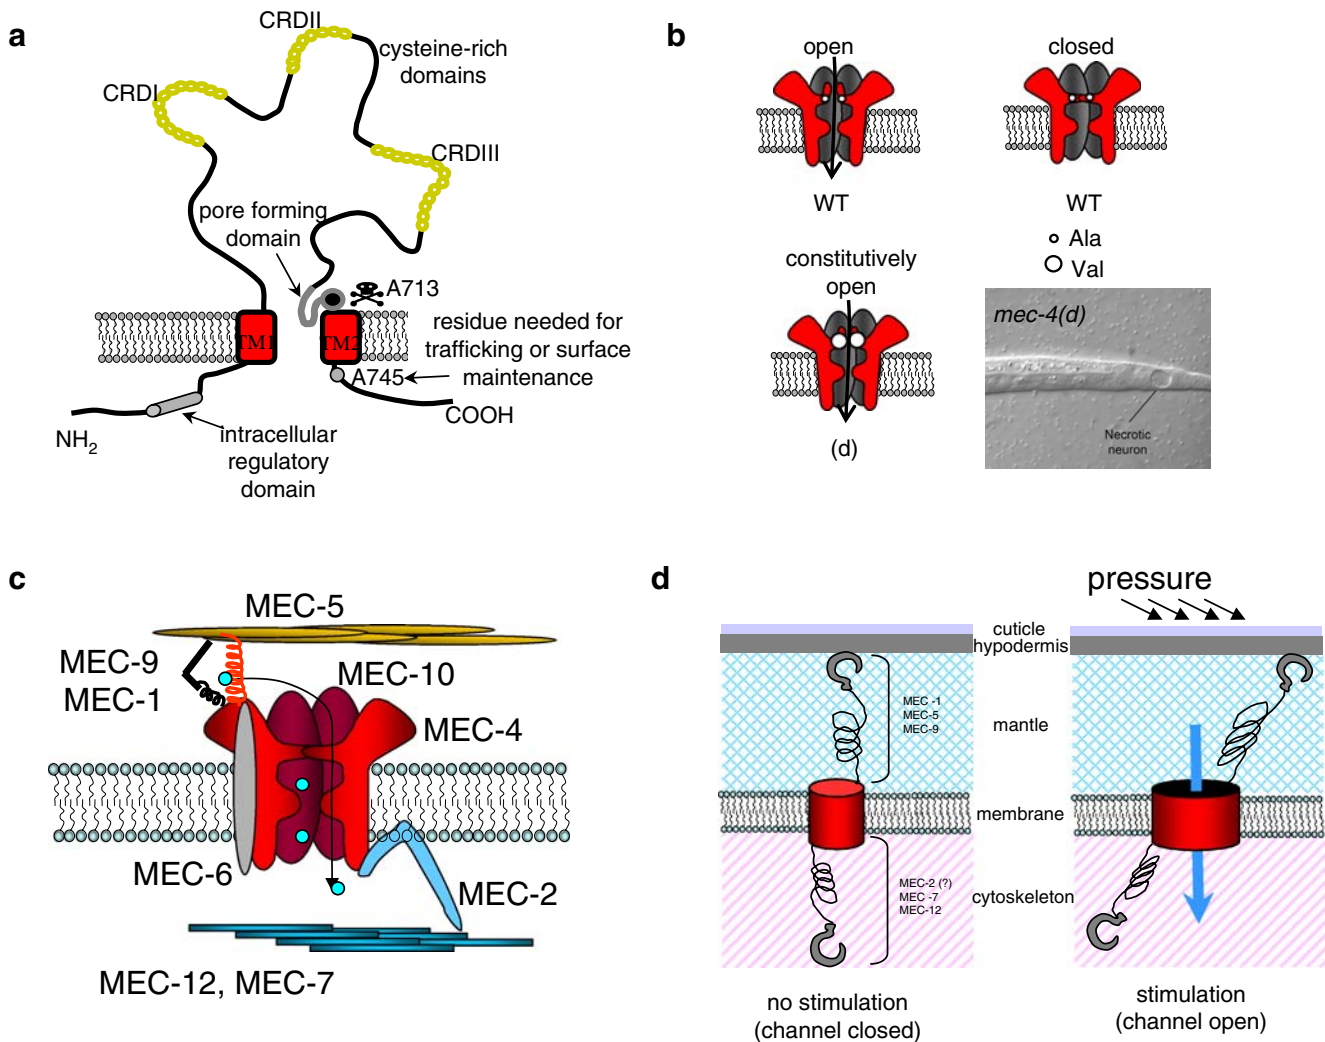 a
CRDII
cysteine-rich
domains
CRDI
CRDIII
pore forming
domain
A713
TM1
TM2
residue needed for
trafficking or surface
maintenance
A745
COOH
NH2
intracellular
regulatory
domain
b
open
closed
WT
WT
Ala
Val
constitutively
open
(d)
mec-4(d)
Necrotic
neuron
c
MEC-5
MEC-9
MEC-1
MEC-10
MEC-4
MEC-6
MEC-2
MEC-12, MEC-7
d
pressure
cuticle
hypodermis
MEC -1
MEC-5
MEC-9
mantle
membrane
MEC-2 (?)
MEC -7
MEC-12
cytoskeleton
no stimulation
(channel closed)
stimulation
(channel open)